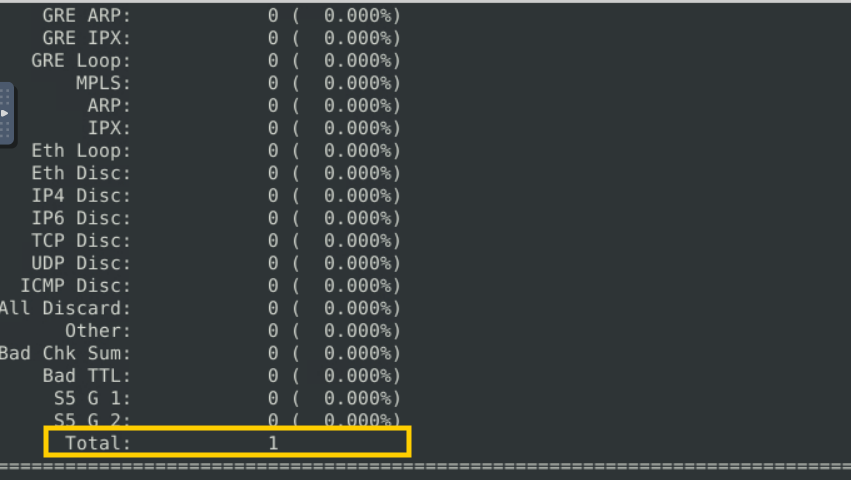 GRE ARP: 0 ( 0.000%)
GRE IPX: 0 ( 0.000%)
GRE Loop: 0 ( 0.000%)
MPLS: 0 ( 0.000%)
ARP: 0 ( 0.000%)
IPX: 0 ( 0.000%)
Eth Loop: 0 ( 0.000%)
Eth Disc: 0 ( 0.000%)
IP4 Disc: 0 ( 0.000%)
IP6 Disc: 0 ( 0.000%)
TCP Disc: 0 ( 0.000%)
UDP Disc: 0 ( 0.000%)
ICMP Disc: 0 ( 0.000%)
All Discard: 0 ( 0.000%)
Other: 0 ( 0.000%)
Bad Chk Sum: 0 ( 0.000%)
Bad TTL: 0 ( 0.000%)
S5 G 1: 0 ( 0.000%)
S5 G 2: 0 ( 0.000%)
Total: 1
===============================================================================